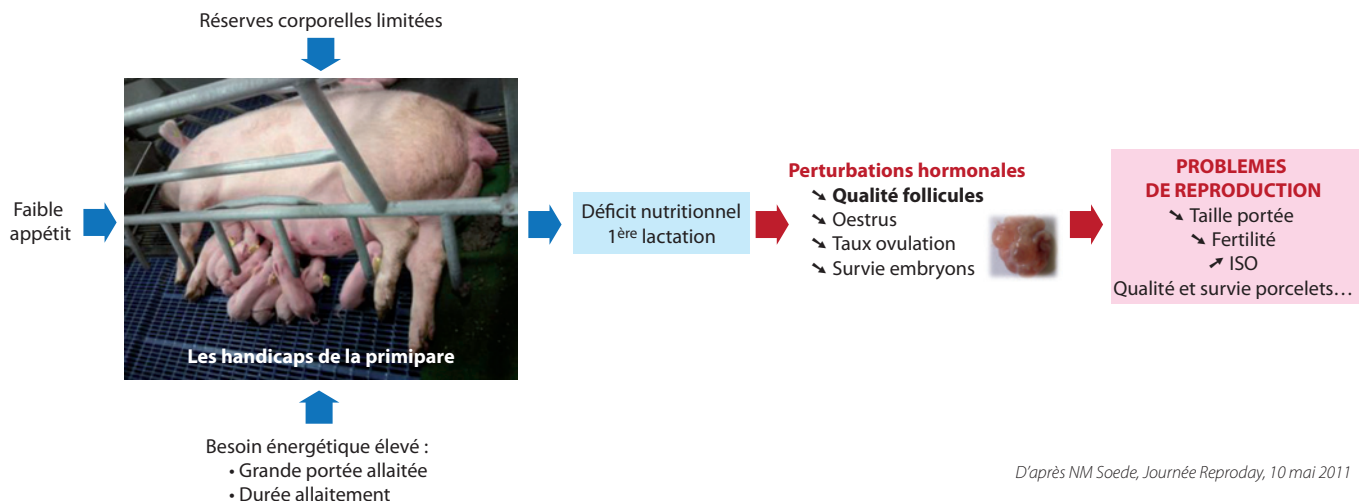 Réserves corporelles limitées
Faible
appétit
Les handicaps de la primipare
Besoin énergétique élevé :
• Grande portée allaitée
• Durée allaitement
Déficit nutritionnel
1ère lactation
Perturbations hormonales
➘ Qualité follicules
➘ Oestrus
➘ Taux ovulation
➘ Survie embryons
PROBLEMES
DE REPRODUCTION
➘ Taille portée
➘ Fertilité
➚ ISO
Qualité et survie porcelets…
D'après NM Soede, Journée Reproday, 10 mai 2011